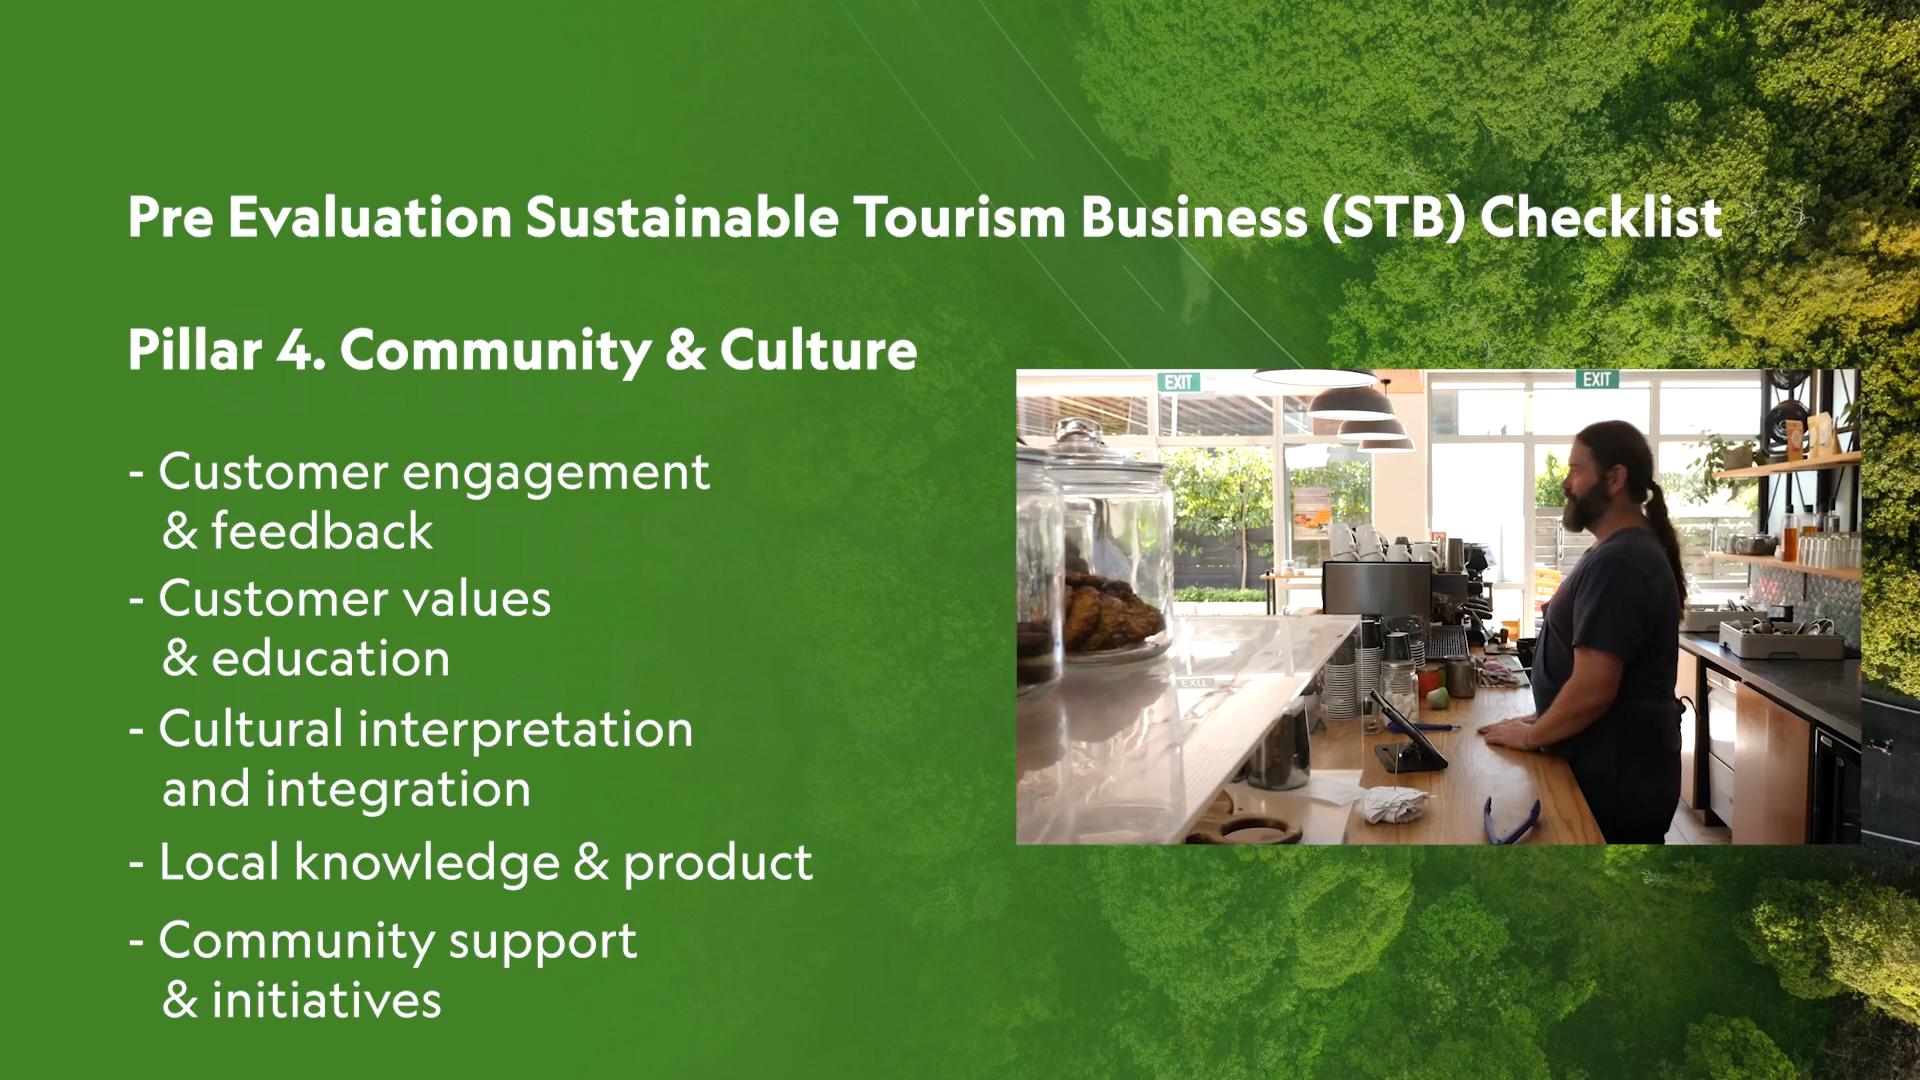 Pre Evaluation Sustainable Tourism Business (STB) Checklist
Pillar 4. Community & Culture
- Customer engagement
& feedback
- Customer values
& education
- Cultural interpretation
and integration
- Local knowledge & product
- Community support
& initiatives
EXIT
EXIT